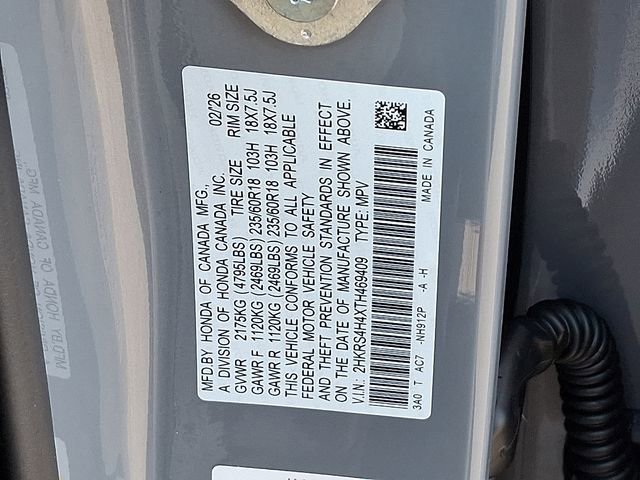 MFD.BY HONDA OF CANADA MFG.,
A DIVISION OF HONDA CANADA INC. 02/'26
GVWR 2175KG (4795LBS) TIRE SIZE RIM SIZE
GAWR F 1120KG (2469LBS) 235/60R18 103H 18X7.5J
GAWR R 1120KG (2469LBS) 235/60R18 103H 18X7.5J
THIS VEHICLE CONFORMS TO ALL APPLICABLE
FEDERAL MOTOR VEHICLE SAFETY
AND THEFT PREVENTION STANDARDS IN EFFECT
ON THE DATE OF MANUFACTURE SHOWN ABOVE.
V.I.N.: 2HKRS4H4XTH469409 TYPE: MPV
3A0 T AC7 -NH912P -A -H
MADE IN CANADA